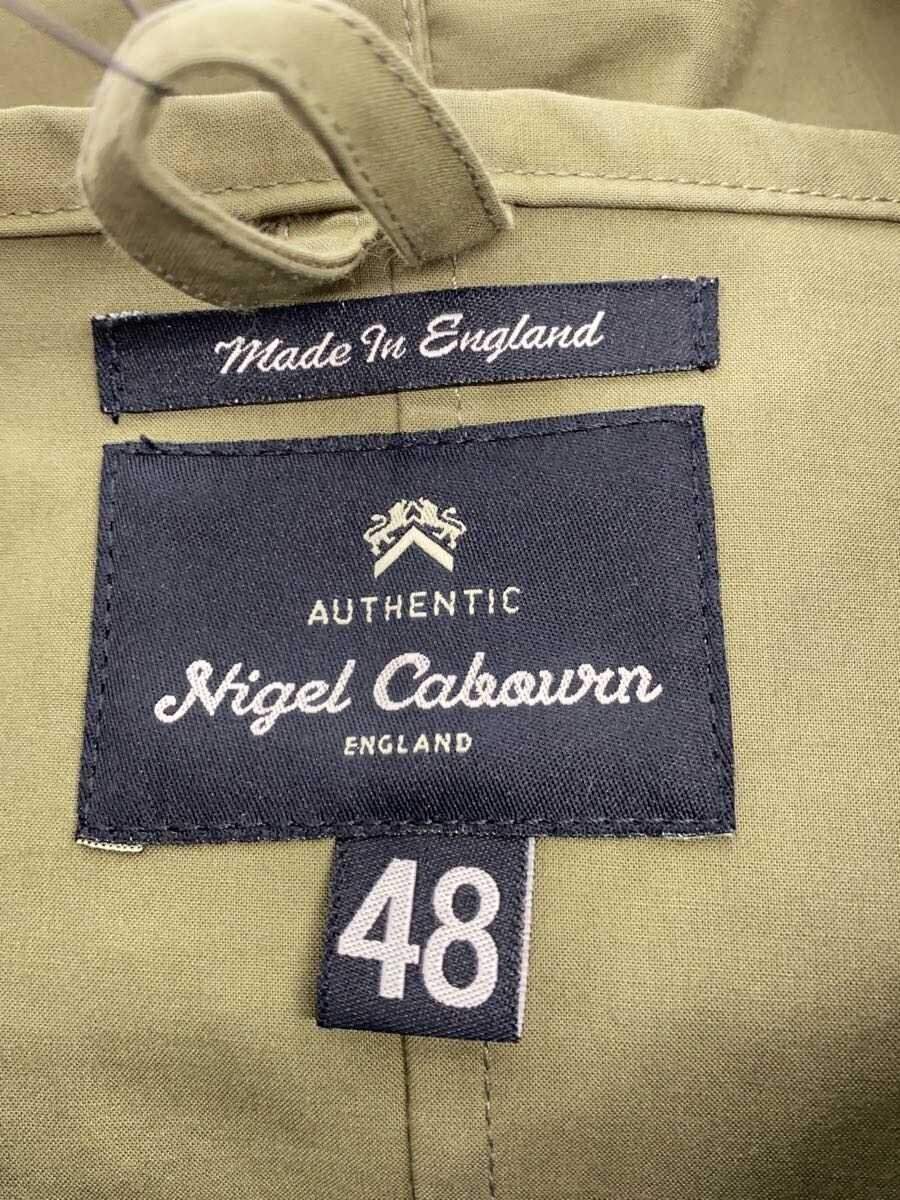 Made In England
AUTHENTIC
Nigel Cabourn
ENGLAND
48